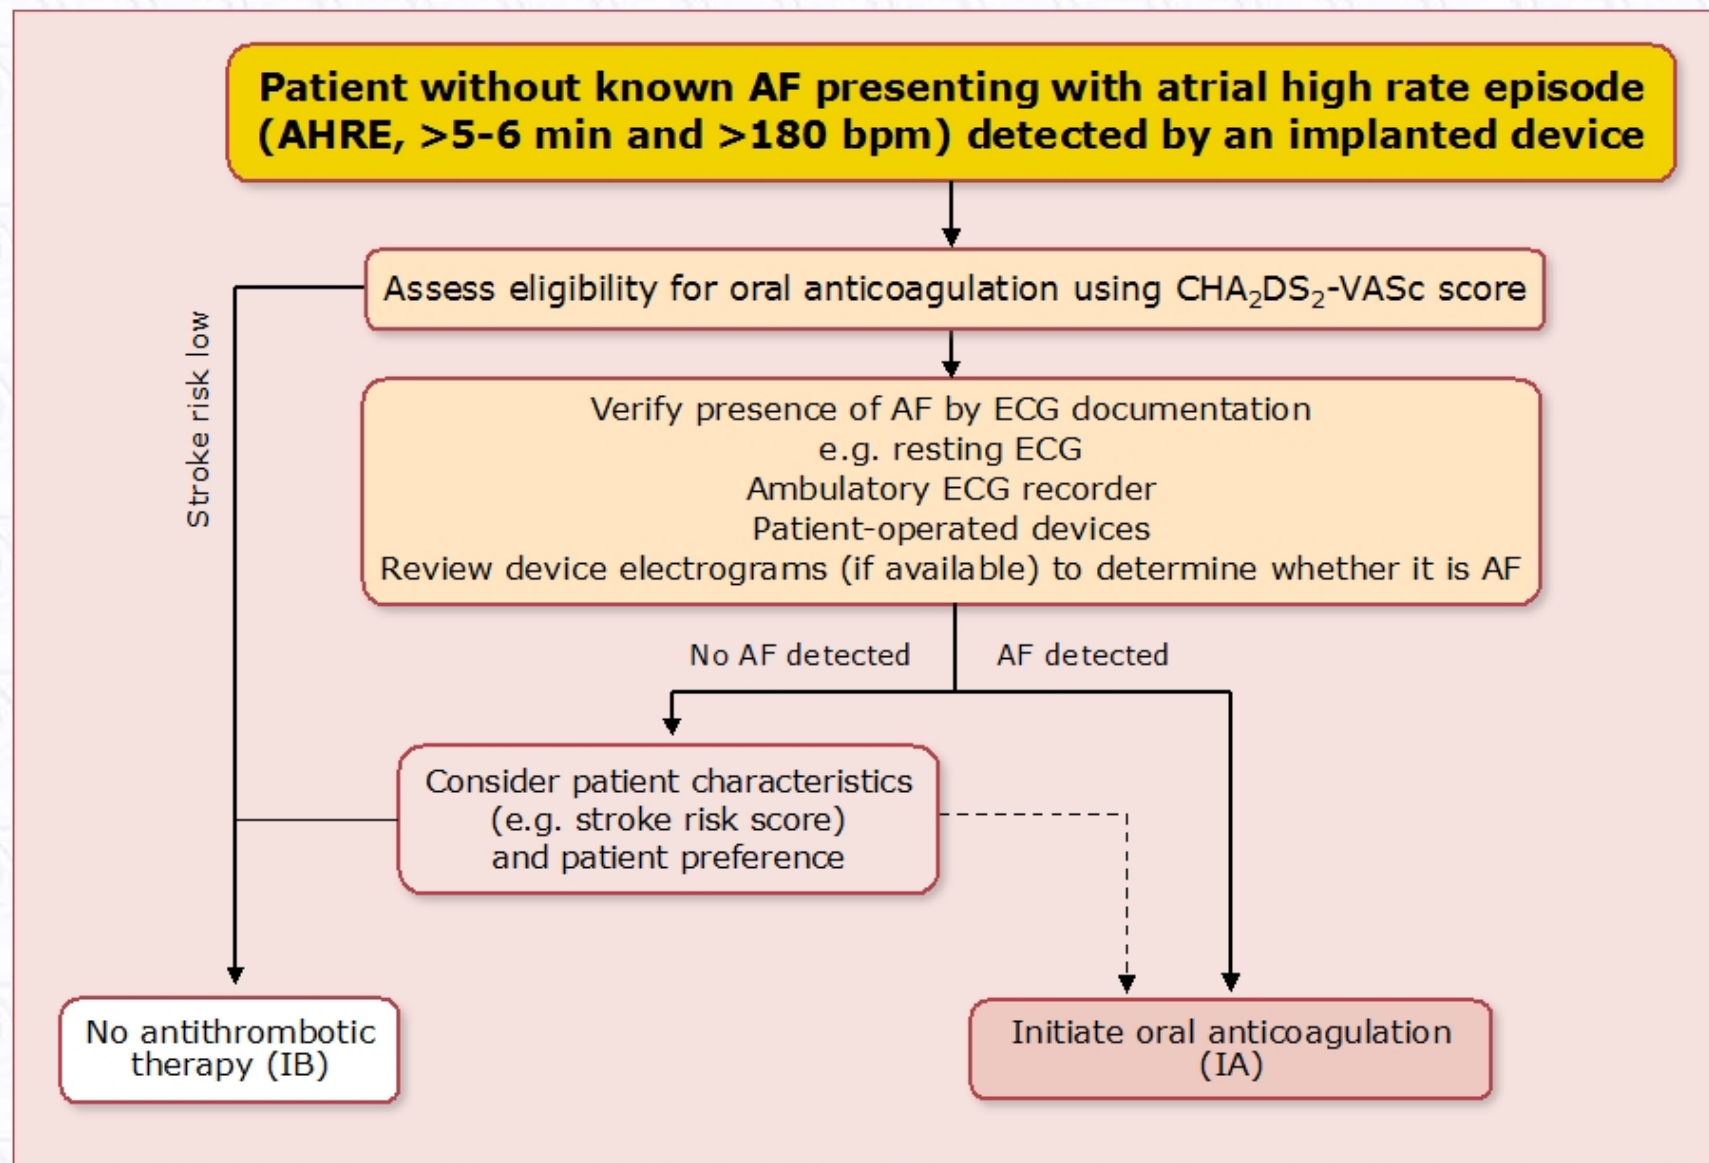 Patient without known AF presenting with atrial high rate episode
(AHRE, >5-6 min and >180 bpm) detected by an implanted device
Assess eligibility for oral anticoagulation using CHA₂DS₂-VASc score
Stroke risk low
Verify presence of AF by ECG documentation
e.g. resting ECG
Ambulatory ECG recorder
Patient-operated devices
Review device electrograms (if available) to determine whether it is AF
No AF detected
AF detected
Consider patient characteristics
(e.g. stroke risk score)
and patient preference
No antithrombotic
therapy (IB)
Initiate oral anticoagulation
(IA)